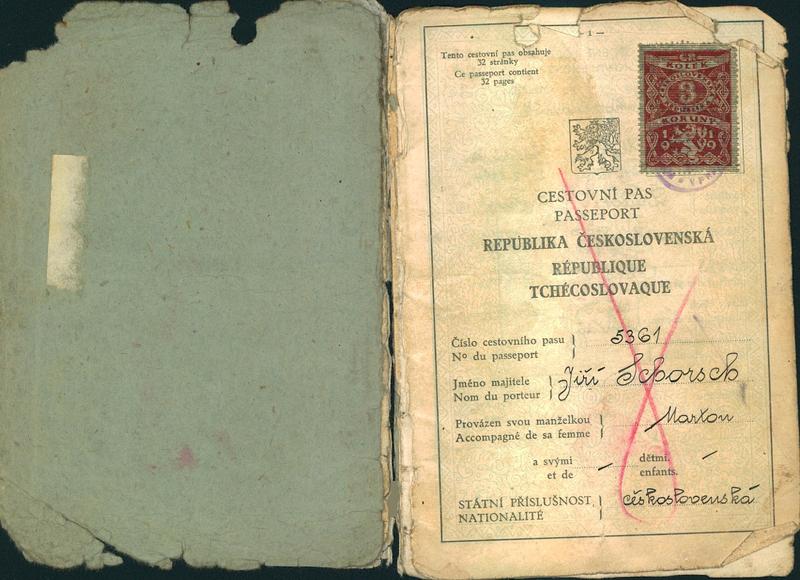 — 1 —
Tento cestovní pas obsahuje
32 stránky
Ce passeport contient
32 pages
KOLEK
3
KORUNY
1919
CESTOVNÍ PAS
PASSEPORT
REPUBLIKA ČESKOSLOVENSKÁ
RÉPUBLIQUE
TCHÉCOSLOVAQUE
Číslo cestovního pasu } 5361
No du passeport
Jméno majitele } Jiří Schorsch
Nom du porteur
Provázen svou manželkou } Martou
Accompagné de sa femme
a svými — dětmi. —
et de enfants.
STÁTNÍ PŘÍSLUŠNOST } československá
NATIONALITÉ